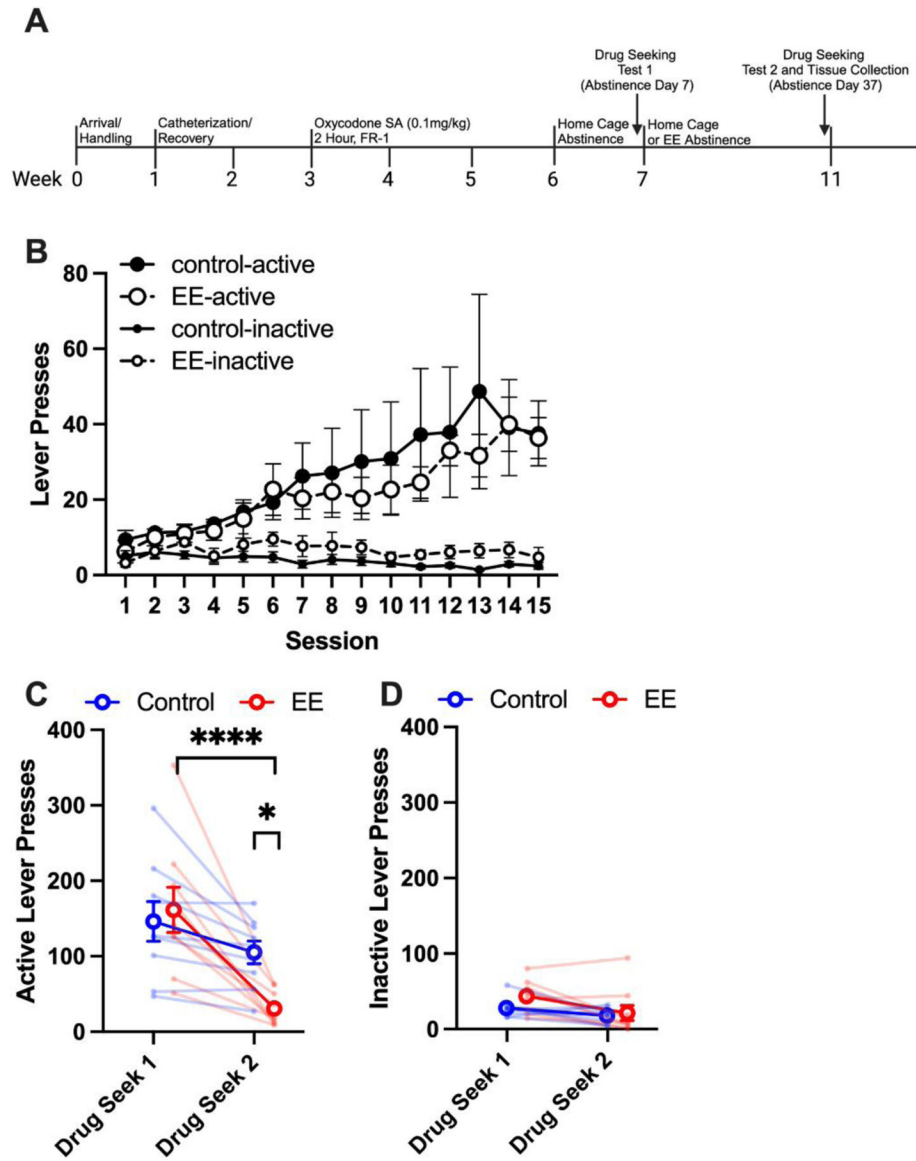 A
Drug Seeking
Test 1
(Abstinence Day 7)
Drug Seeking
Test 2 and Tissue Collection
(Abstience Day 37)
Arrival/
Handling
Catheterization/
Recovery
Oxycodone SA (0.1mg/kg)
2 Hour, FR-1
Home Cage
Abstinence
Home Cage
or EE Abstinence
Week 0 1 2 3 4 5 6 7 11
B
control-active
EE-active
control-inactive
EE-inactive
Lever Presses
80
60
40
20
0
1 2 3 4 5 6 7 8 9 10 11 12 13 14 15
Session
C
Control EE
Active Lever Presses
400
300
200
100
0
****
*
Drug Seek 1
Drug Seek 2
D
Control EE
Inactive Lever Presses
400
300
200
100
0
Drug Seek 1
Drug Seek 2